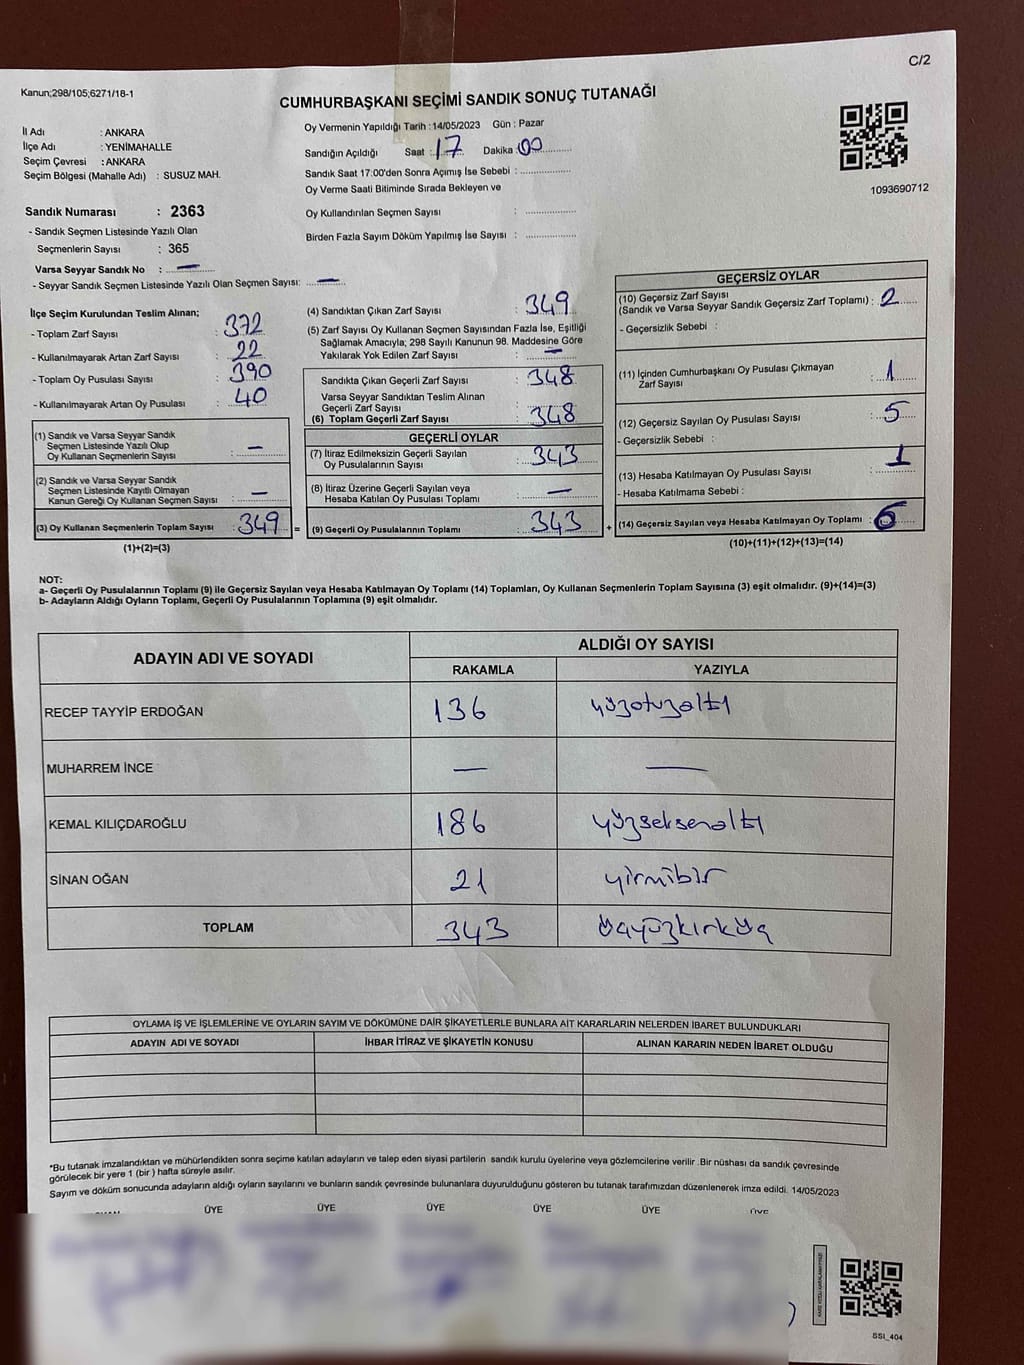 C/2
Kanun;298/105;6271/18-1
CUMHURBAŞKANI SEÇİMİ SANDIK SONUÇ TUTANAĞI
İl Adı : ANKARA
İlçe Adı : YENİMAHALLE
Seçim Çevresi : ANKARA
Seçim Bölgesi (Mahalle Adı) : SUSUZ MAH.
Oy Vermenin Yapıldığı Tarih :14/05/2023 Gün : Pazar
Sandığın Açıldığı Saat : 17 Dakika : 00
Sandık Saat 17:00'den Sonra Açımış İse Sebebi :
Oy Verme Saati Bitiminde Sırada Bekleyen ve
Oy Kullandırılan Seçmen Sayısı :
Birden Fazla Sayım Döküm Yapılmış İse Sayısı :
1093690712
Sandık Numarası : 2363
- Sandık Seçmen Listesinde Yazılı Olan
Seçmenlerin Sayısı : 365
Varsa Seyyar Sandık No : —
- Seyyar Sandık Seçmen Listesinde Yazılı Olan Seçmen Sayısı: —
İlçe Seçim Kurulundan Teslim Alınan;
- Toplam Zarf Sayısı : 372
- Kullanılmayarak Artan Zarf Sayısı : 22
- Toplam Oy Pusulası Sayısı : 390
- Kullanılmayarak Artan Oy Pusulası : 40
(1) Sandık ve Varsa Seyyar Sandık
Seçmen Listesinde Yazılı Olup
Oy Kullanan Seçmenlerin Sayısı : —
(2) Sandık ve Varsa Seyyar Sandık
Seçmen Listesinde Kayıtlı Olmayan
Kanun Gereği Oy Kullanan Seçmen Sayısı : —
(3) Oy Kullanan Seçmenlerin Toplam Sayısı : 349 =
(1)+(2)=(3)
(4) Sandıktan Çıkan Zarf Sayısı : 349
(5) Zarf Sayısı Oy Kullanan Seçmen Sayısından Fazla İse, Eşitliği
Sağlamak Amacıyla; 298 Sayılı Kanunun 98. Maddesine Göre
Yakılarak Yok Edilen Zarf Sayısı : —
Sandıkta Çıkan Geçerli Zarf Sayısı : 348
Varsa Seyyar Sandıktan Teslim Alınan
Geçerli Zarf Sayısı :
(6) Toplam Geçerli Zarf Sayısı : 348
GEÇERLİ OYLAR
(7) İtiraz Edilmeksizin Geçerli Sayılan
Oy Pusulalarının Sayısı : 343
(8) İtiraz Üzerine Geçerli Sayılan veya
Hesaba Katılan Oy Pusulası Toplamı : —
(9) Geçerli Oy Pusulalarının Toplamı : 343 +
GEÇERSİZ OYLAR
(10) Geçersiz Zarf Sayısı
(Sandık ve Varsa Seyyar Sandık Geçersiz Zarf Toplamı) : 2
- Geçersizlik Sebebi :
(11) İçinden Cumhurbaşkanı Oy Pusulası Çıkmayan
Zarf Sayısı : 1
(12) Geçersiz Sayılan Oy Pusulası Sayısı : 5
- Geçersizlik Sebebi :
(13) Hesaba Katılmayan Oy Pusulası Sayısı : 1
- Hesaba Katılmama Sebebi :
(14) Geçersiz Sayılan veya Hesaba Katılmayan Oy Toplamı : 6
(10)+(11)+(12)+(13)=(14)
NOT:
a- Geçerli Oy Pusulalarının Toplamı (9) ile Geçersiz Sayılan veya Hesaba Katılmayan Oy Toplamı (14) Toplamları, Oy Kullanan Seçmenlerin Toplam Sayısına (3) eşit olmalıdır. (9)+(14)=(3)
b- Adayların Aldığı Oyların Toplamı, Geçerli Oy Pusulalarının Toplamına (9) eşit olmalıdır.
ADAYIN ADI VE SOYADI ALDIĞI OY SAYISI
RAKAMLA YAZIYLA
RECEP TAYYİP ERDOĞAN 136 yüzotuzaltı
MUHARREM İNCE — —
KEMAL KILIÇDAROĞLU 186 yüzseksenaltı
SİNAN OĞAN 21 yirmibir
TOPLAM 343 üçyüzkırküç
OYLAMA İŞ VE İŞLEMLERİNE VE OYLARIN SAYIM VE DÖKÜMÜNE DAİR ŞİKAYETLERLE BUNLARA AİT KARARLARIN NELERDEN İBARET BULUNDUKLARI
ADAYIN ADI VE SOYADI İHBAR İTİRAZ VE ŞİKAYETİN KONUSU ALINAN KARARIN NEDEN İBARET OLDUĞU
*Bu tutanak imzalandıktan ve mühürlendikten sonra seçime katılan adayların ve talep eden siyasi partilerin sandık kurulu üyelerine veya gözlemcilerine verilir .Bir nüshası da sandık çevresinde
görülecek bir yere 1 (bir ) hafta süreyle asılır.
Sayım ve döküm sonucunda adayların aldığı oyların sayılarını ve bunların sandık çevresinde bulunanlara duyurulduğunu gösteren bu tutanak tarafımızdan düzenlenerek imza edildi. 14/05/2023
ÜYE ÜYE ÜYE ÜYE ÜYE ÜYE
SSI_404